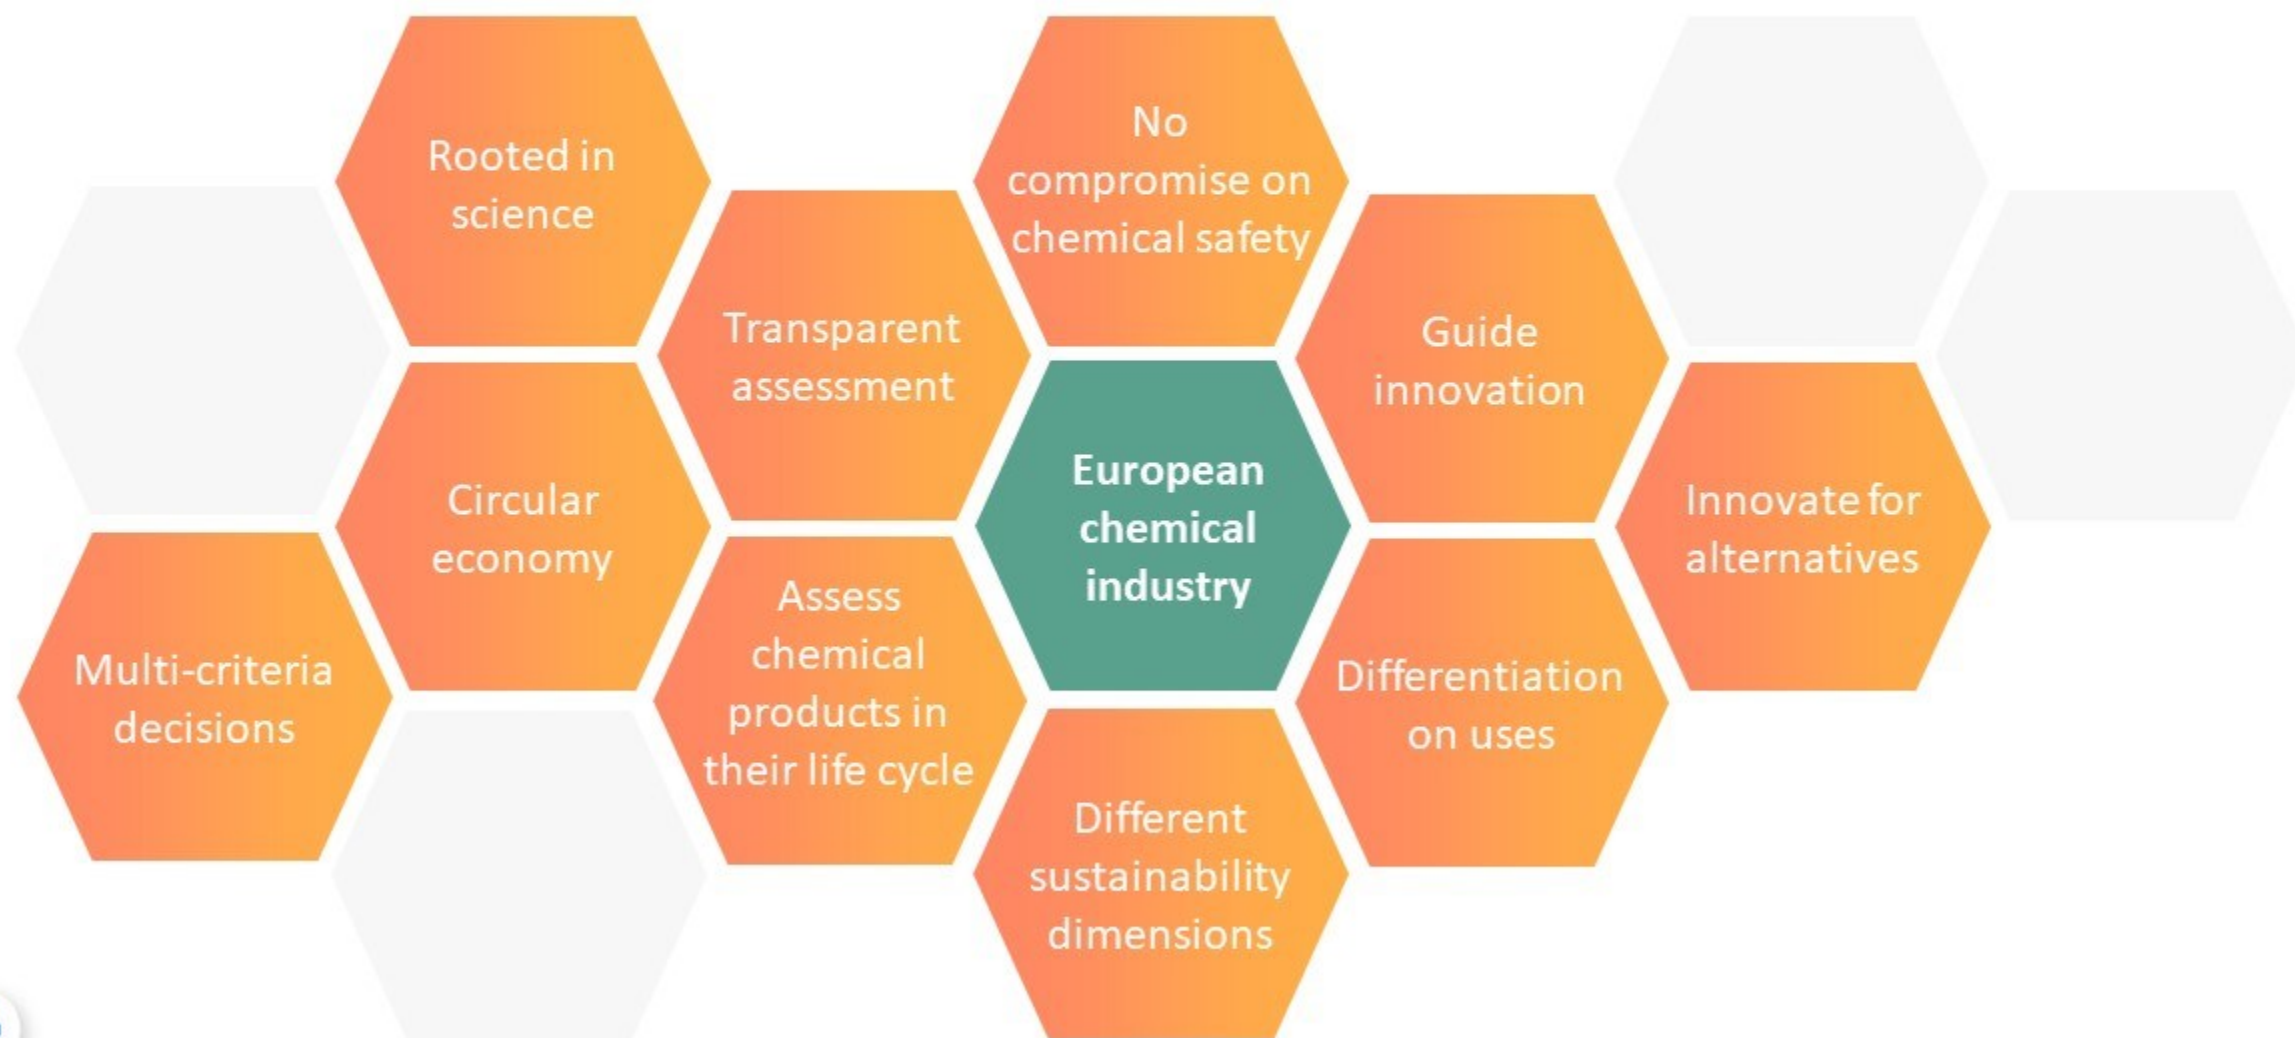 Rooted in
science
No
compromise on
chemical safety
Transparent
assessment
Guide
innovation
Circular
economy
European
chemical
industry
Innovate for
alternatives
Multi-criteria
decisions
Assess
chemical
products in
their life cycle
Differentiation
on uses
Different
sustainability
dimensions